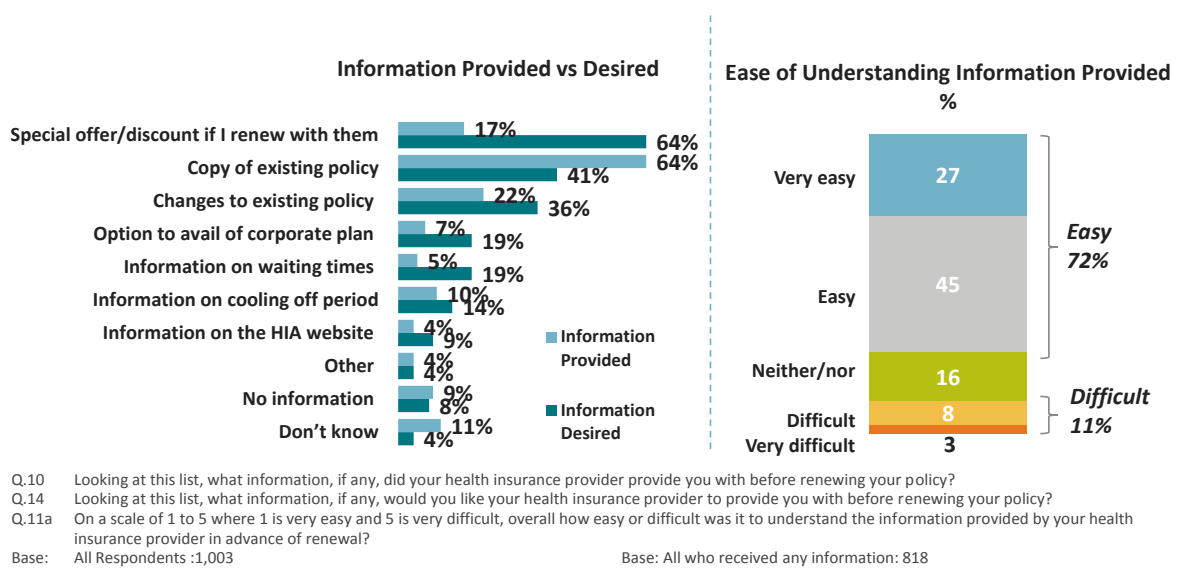 Information Provided vs Desired
Special offer/discount if I renew with them
17%
64%
Copy of existing policy
64%
41%
Changes to existing policy
22%
36%
Option to avail of corporate plan
7%
19%
Information on waiting times
5%
19%
Information on cooling off period
10%
14%
Information on the HIA website
4%
9%
Other
4%
4%
No information
9%
8%
Don’t know
11%
4%
Information
Provided
Information
Desired
Ease of Understanding Information Provided
%
Very easy
27
Easy
45
Neither/nor
16
Difficult
8
Very difficult
3
Easy
72%
Difficult
11%
Q.10 Looking at this list, what information, if any, did your health insurance provider provide you with before renewing your policy?
Q.14 Looking at this list, what information, if any, would you like your health insurance provider to provide you with before renewing your policy?
Q.11a On a scale of 1 to 5 where 1 is very easy and 5 is very difficult, overall how easy or difficult was it to understand the information provided by your health
insurance provider in advance of renewal?
Base: All Respondents :1,003 Base: All who received any information: 818